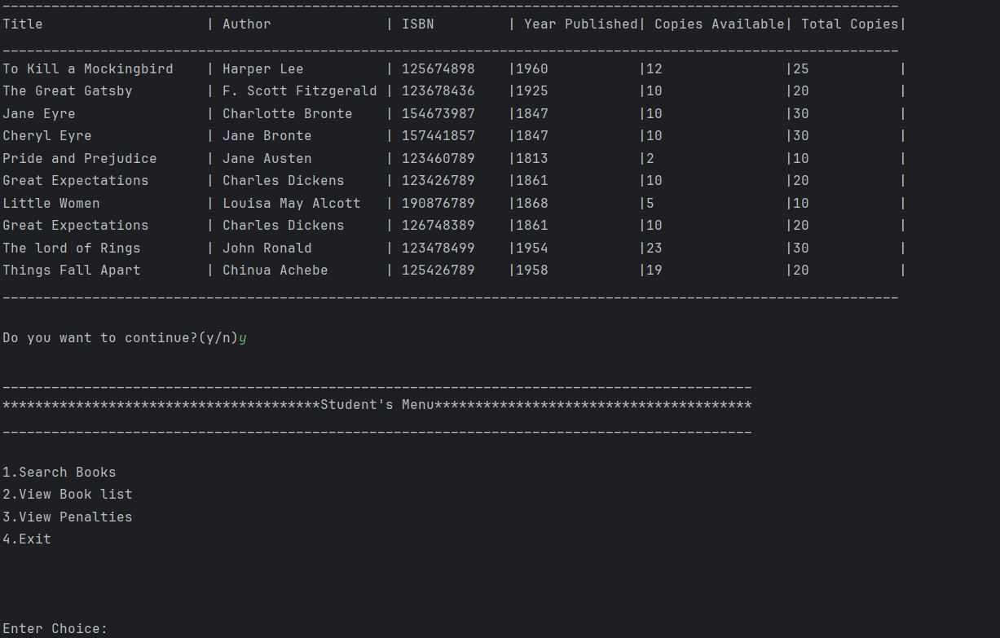 --------------------------------------------------------------------------------------------------------------
Title                    | Author              | ISBN         | Year Published| Copies Available| Total Copies|
--------------------------------------------------------------------------------------------------------------
To Kill a Mockingbird    | Harper Lee          | 125674898    |1960           |12               |25           |
The Great Gatsby         | F. Scott Fitzgerald | 123678436    |1925           |10               |20           |
Jane Eyre                | Charlotte Bronte    | 154673987    |1847           |10               |30           |
Cheryl Eyre              | Jane Bronte         | 157441857    |1847           |10               |30           |
Pride and Prejudice      | Jane Austen         | 123460789    |1813           |2                |10           |
Great Expectations       | Charles Dickens     | 123426789    |1861           |10               |20           |
Little Women             | Louisa May Alcott   | 190876789    |1868           |5                |10           |
Great Expectations       | Charles Dickens     | 126748389    |1861           |10               |20           |
The lord of Rings        | John Ronald         | 123478499    |1954           |23               |30           |
Things Fall Apart        | Chinua Achebe       | 125426789    |1958           |19               |20           |
--------------------------------------------------------------------------------------------------------------
Do you want to continue?(y/n)y
--------------------------------------------------------------------------------------------
***************************************Student's Menu***************************************
--------------------------------------------------------------------------------------------
1.Search Books
2.View Book list
3.View Penalties
4.Exit
Enter Choice: